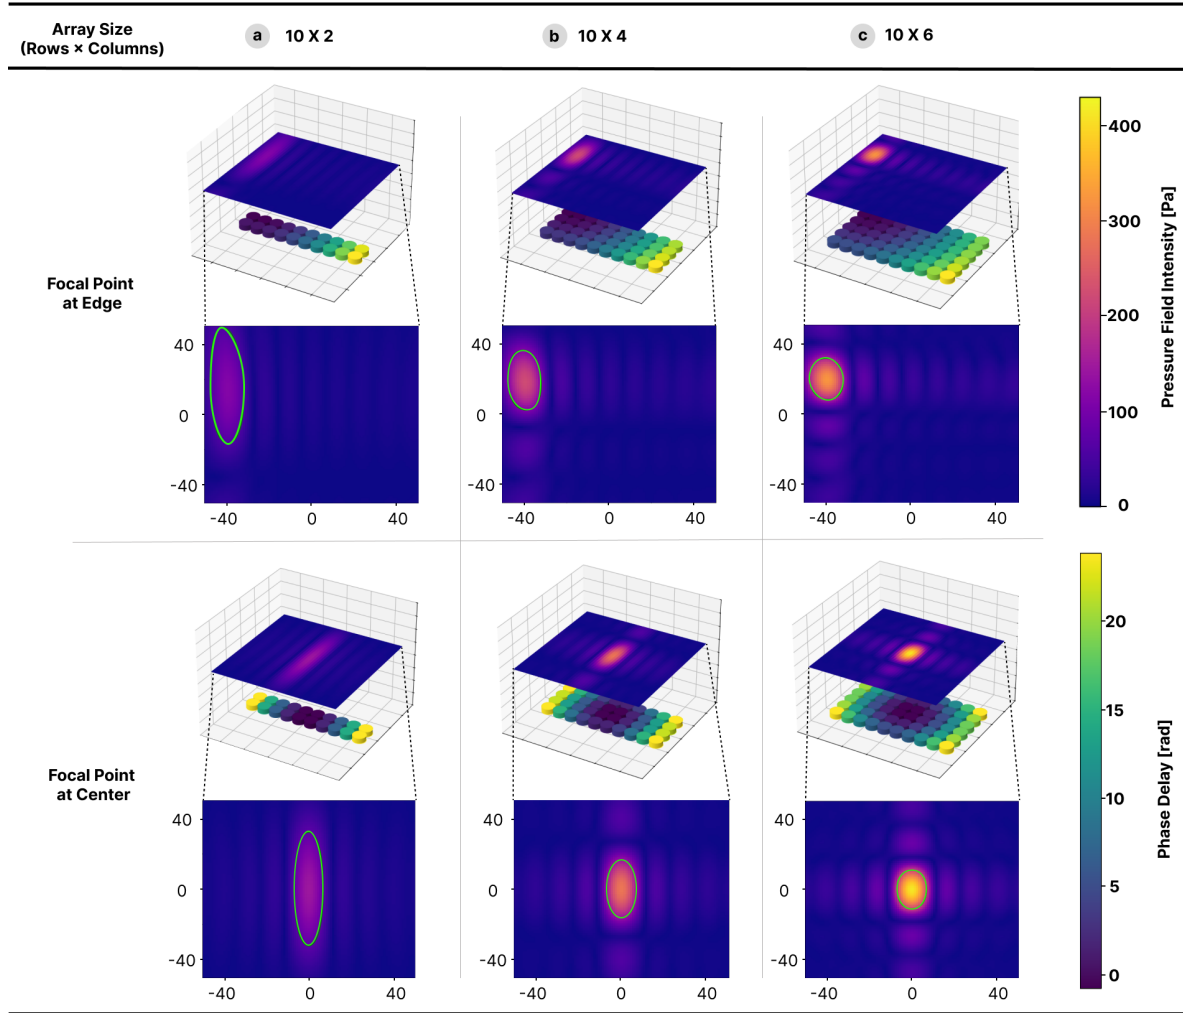 Array Size
(Rows × Columns)
a 10 X 2
b 10 X 4
c 10 X 6
Focal Point
at Edge
40
0
-40
-40 0 40
40
0
-40
-40 0 40
40
0
-40
-40 0 40
400
300
200
100
0
Pressure Field Intensity [Pa]
Focal Point
at Center
40
0
-40
-40 0 40
40
0
-40
-40 0 40
40
0
-40
-40 0 40
20
15
10
5
0
Phase Delay [rad]